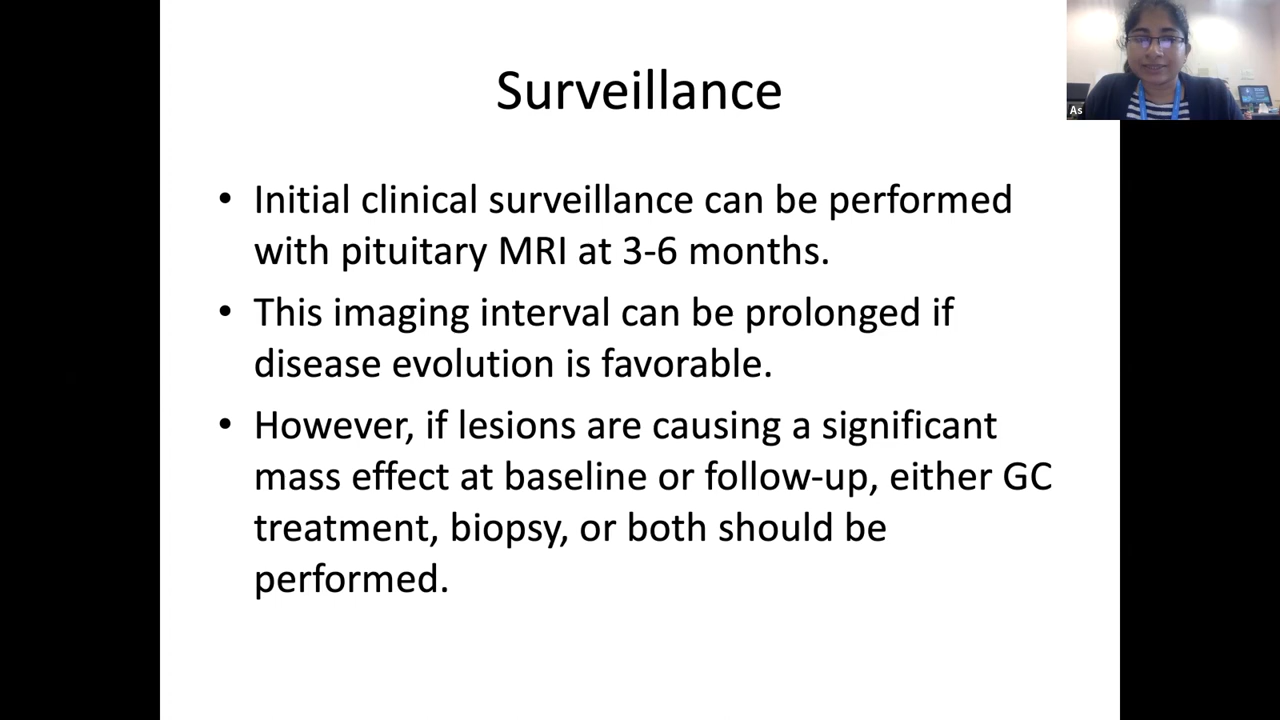 Surveillance
• Initial clinical surveillance can be performed
with pituitary MRI at 3-6 months.
• This imaging interval can be prolonged if
disease evolution is favorable.
• However, if lesions are causing a significant
mass effect at baseline or follow-up, either GC
treatment, biopsy, or both should be
performed.
As